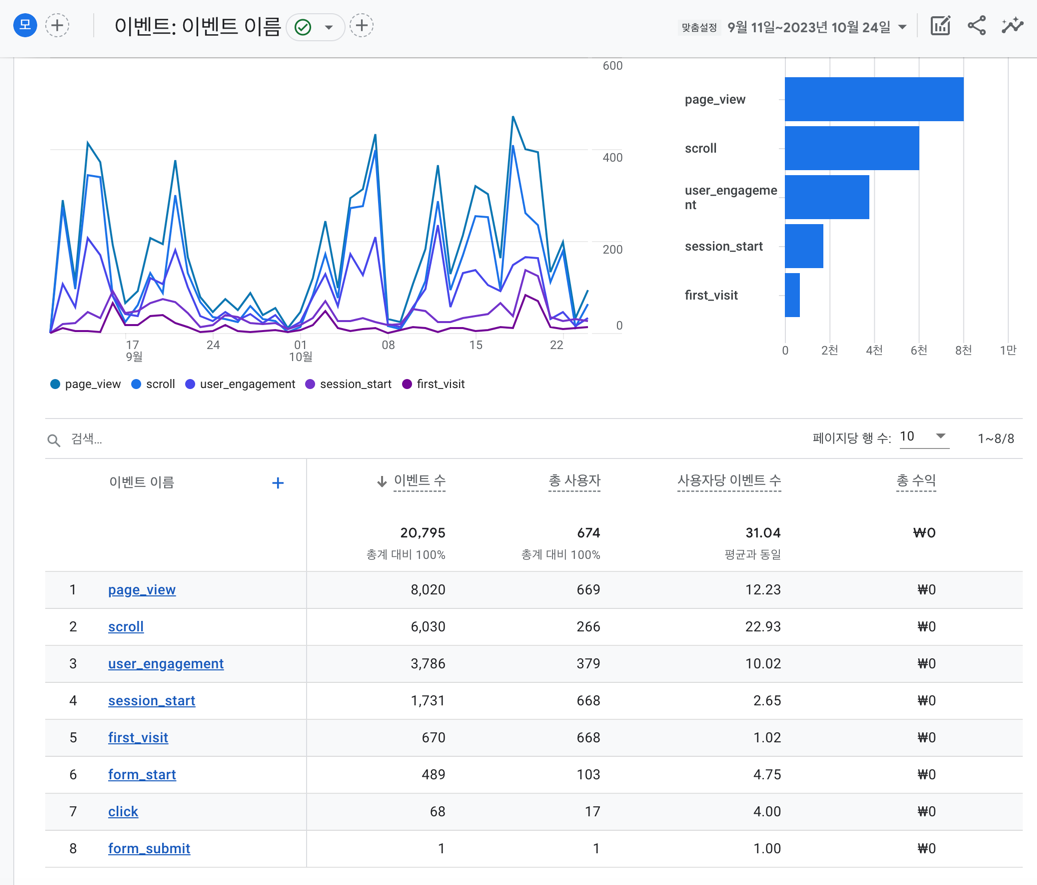 모
이벤트: 이벤트 이름
맞춤설정 9월 11일~2023년 10월 24일
600
400
200
0
17
9월
24
01
10월
08
15
22
page_view scroll user_engagement session_start first_visit
page_view
scroll
user_engageme
nt
session_start
first_visit
0 2천 4천 6천 8천 1만
검색...
페이지당 행 수: 10 1~8/8
이벤트 이름 이벤트 수 총 사용자 사용자당 이벤트 수 총 수익
20,795 674 31.04 ₩0
총계 대비 100% 총계 대비 100% 평균과 동일
1 page_view 8,020 669 12.23 ₩0
2 scroll 6,030 266 22.93 ₩0
3 user_engagement 3,786 379 10.02 ₩0
4 session_start 1,731 668 2.65 ₩0
5 first_visit 670 668 1.02 ₩0
6 form_start 489 103 4.75 ₩0
7 click 68 17 4.00 ₩0
8 form_submit 1 1 1.00 ₩0